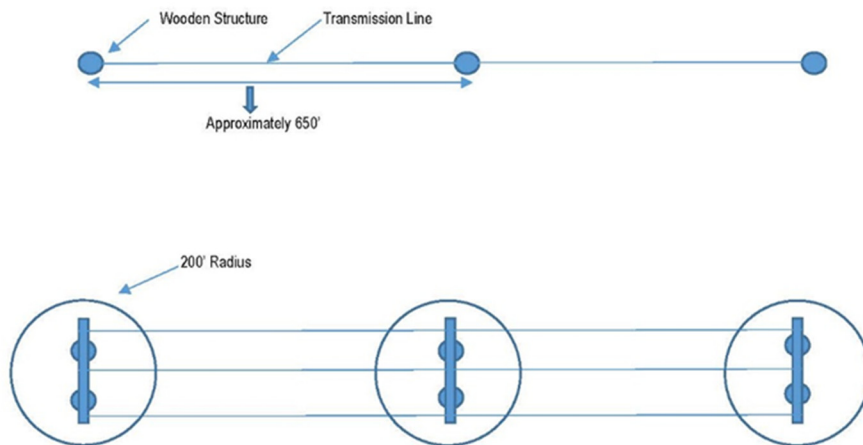 Wooden Structure
Transmission Line
Approximately 650'
200' Radius